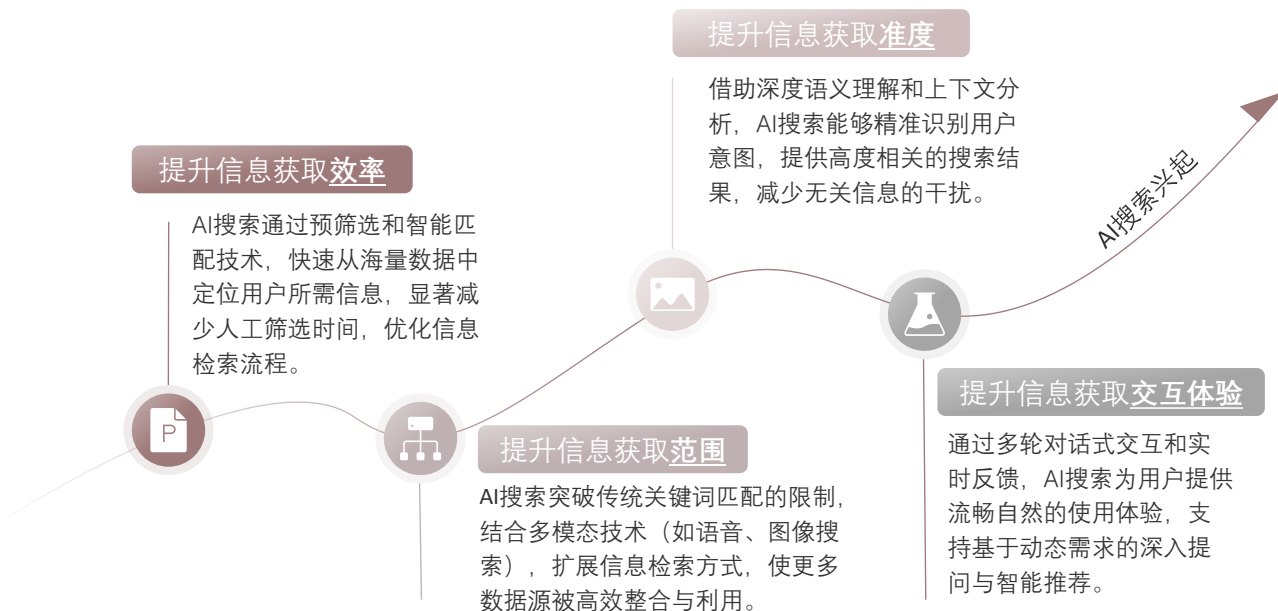 提升信息获取效率
AI搜索通过预筛选和智能匹
配技术，快速从海量数据中
定位用户所需信息，显著减
少人工筛选时间，优化信息
检索流程。
P
提升信息获取范围
AI搜索突破传统关键词匹配的限制，
结合多模态技术（如语音、图像搜
索），扩展信息检索方式，使更多
数据源被高效整合与利用。
提升信息获取准度
借助深度语义理解和上下文分
析，AI搜索能够精准识别用户
意图，提供高度相关的搜索结
果，减少无关信息的干扰。
提升信息获取交互体验
通过多轮对话式交互和实
时反馈，AI搜索为用户提供
流畅自然的使用体验，支
持基于动态需求的深入提
问与智能推荐。
AI搜索兴起